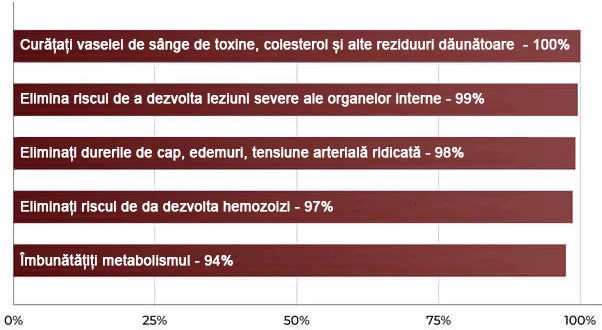 Curățați vaselei de sânge de toxine, colesterol și alte reziduuri dăunătoare - 100%
Elimina riscul de a dezvolta leziuni severe ale organelor interne - 99%
Eliminați durerile de cap, edemuri, tensiune arterială ridicată - 98%
Eliminați riscul de da dezvolta hemozoizi - 97%
Îmbunătățiți metabolismul - 94%
0% 25% 50% 75% 100%